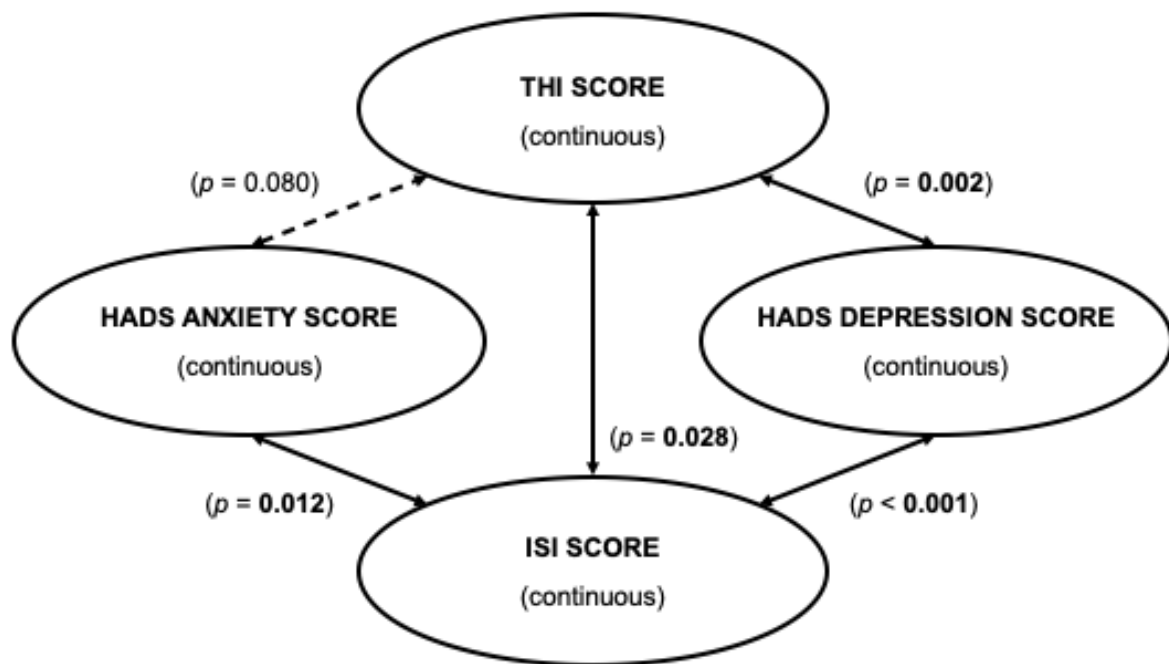 THI SCORE
(continuous)
(p = 0.080)
(p = 0.002)
HADS ANXIETY SCORE
(continuous)
HADS DEPRESSION SCORE
(continuous)
(p = 0.028)
(p = 0.012)
(p < 0.001)
ISI SCORE
(continuous)